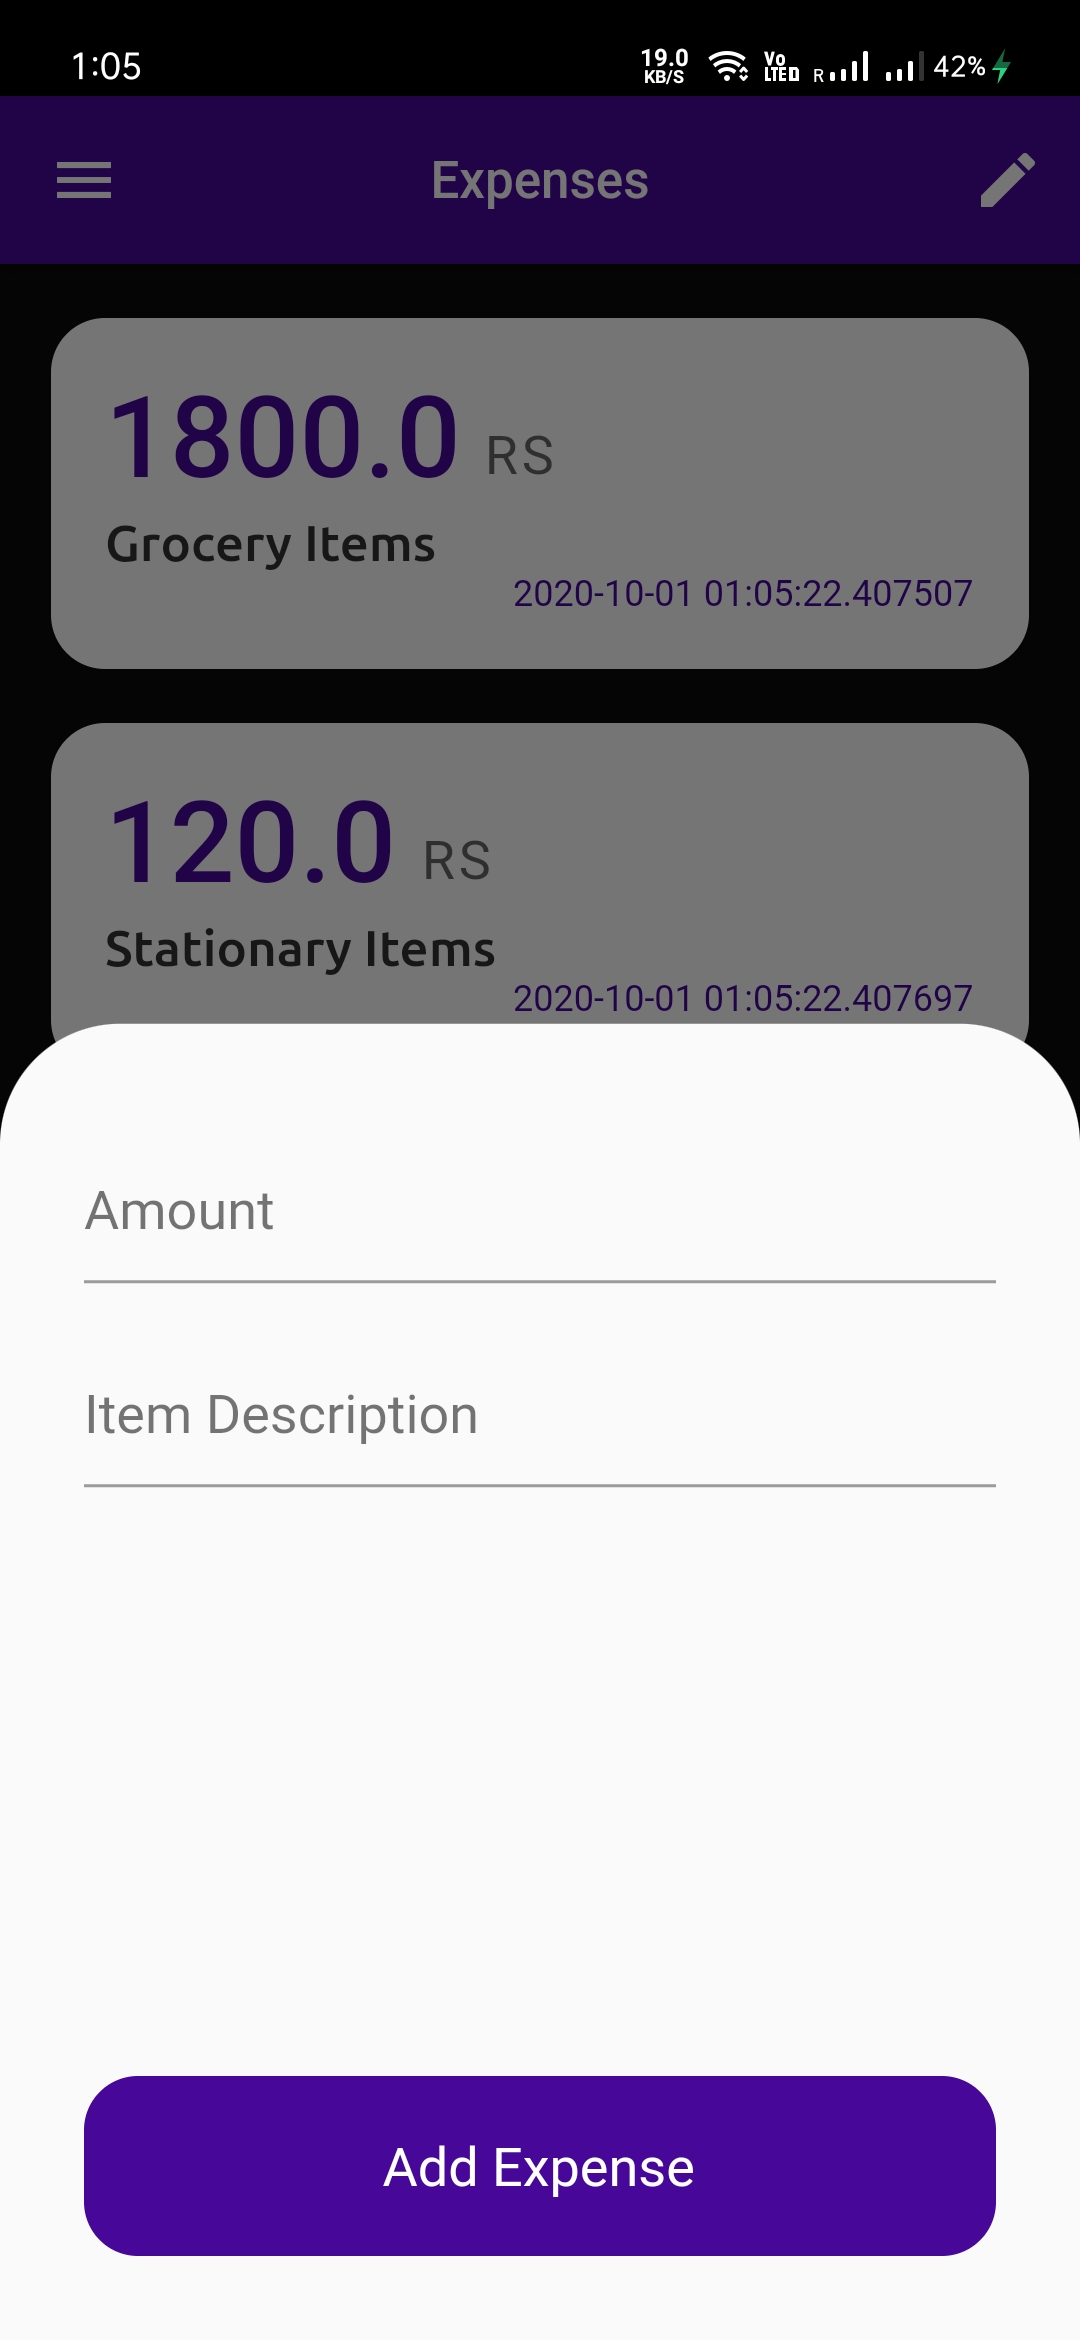 1:05 19.0 KB/S Vo LTED R 42%
Expenses
1800.0 RS
Grocery Items
2020-10-01 01:05:22.407507
120.0 RS
Stationary Items
2020-10-01 01:05:22.407697
Amount
Item Description
Add Expense